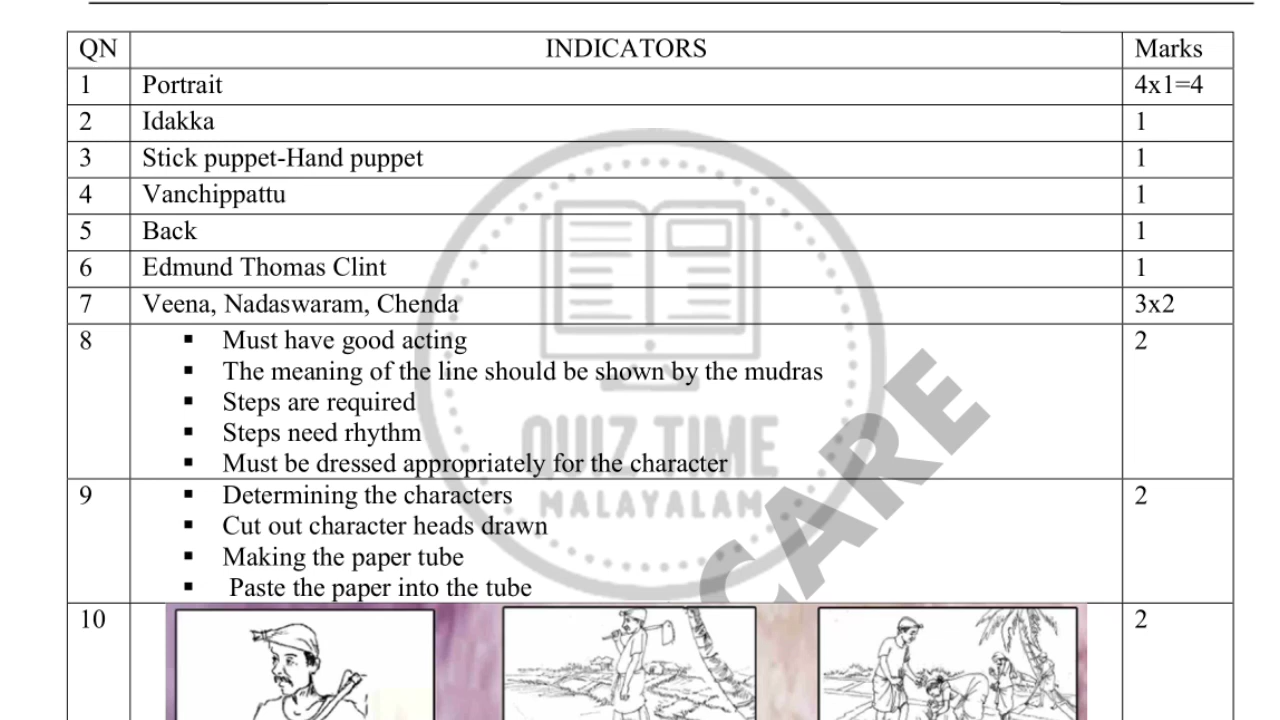 QN INDICATORS Marks
1 Portrait 4x1=4
2 Idakka 1
3 Stick puppet-Hand puppet 1
4 Vanchippattu 1
5 Back 1
6 Edmund Thomas Clint 1
7 Veena, Nadaswaram, Chenda 3x2
8 ▪ Must have good acting 2
▪ The meaning of the line should be shown by the mudras
▪ Steps are required
▪ Steps need rhythm
▪ Must be dressed appropriately for the character
9 ▪ Determining the characters 2
▪ Cut out character heads drawn
▪ Making the paper tube
▪ Paste the paper into the tube
10 2
QUIZ TIME
MALAYALAM
CARE